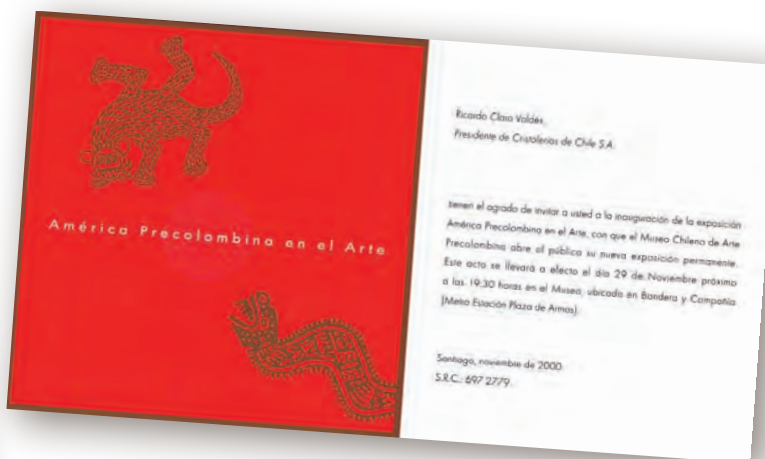 América Precolombina en el Arte
Ricardo Claro Valdés,
Presidente de Cristalerías de Chile S.A.
tienen el agrado de invitar a usted a la inauguración de la exposición
América Precolombina en el Arte, con que el Museo Chileno de Arte
Precolombino abre al público su nueva exposición permanente.
Este acto se llevará a efecto el día 29 de Noviembre próximo
a las 19:30 horas en el Museo, ubicado en Bandera y Compañía
(Metro Estación Plaza de Armas).
Santiago, noviembre de 2000.
S.R.C.: 697 2779.